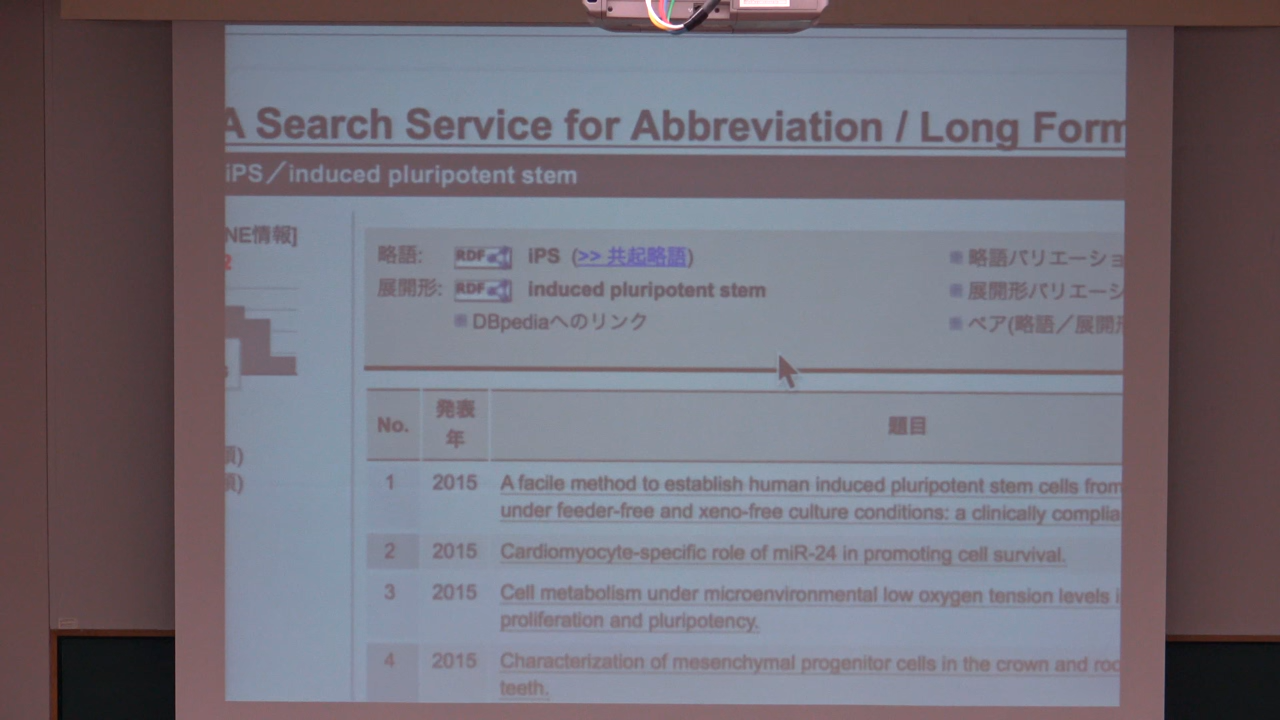 A Search Service for Abbreviation / Long Form
iPS／induced pluripotent stem
NE情報]
略語: RDF iPS (>> 共起略語)
略語バリエーショ
展開形: RDF induced pluripotent stem
展開形バリエーシ
DBpediaへのリンク
ペア(略語／展開形
No. 発表年 題目
1 2015 A facile method to establish human induced pluripotent stem cells from
under feeder-free and xeno-free culture conditions: a clinically complia
2 2015 Cardiomyocyte-specific role of miR-24 in promoting cell survival.
3 2015 Cell metabolism under microenvironmental low oxygen tension levels i
proliferation and pluripotency.
4 2015 Characterization of mesenchymal progenitor cells in the crown and roo
teeth.